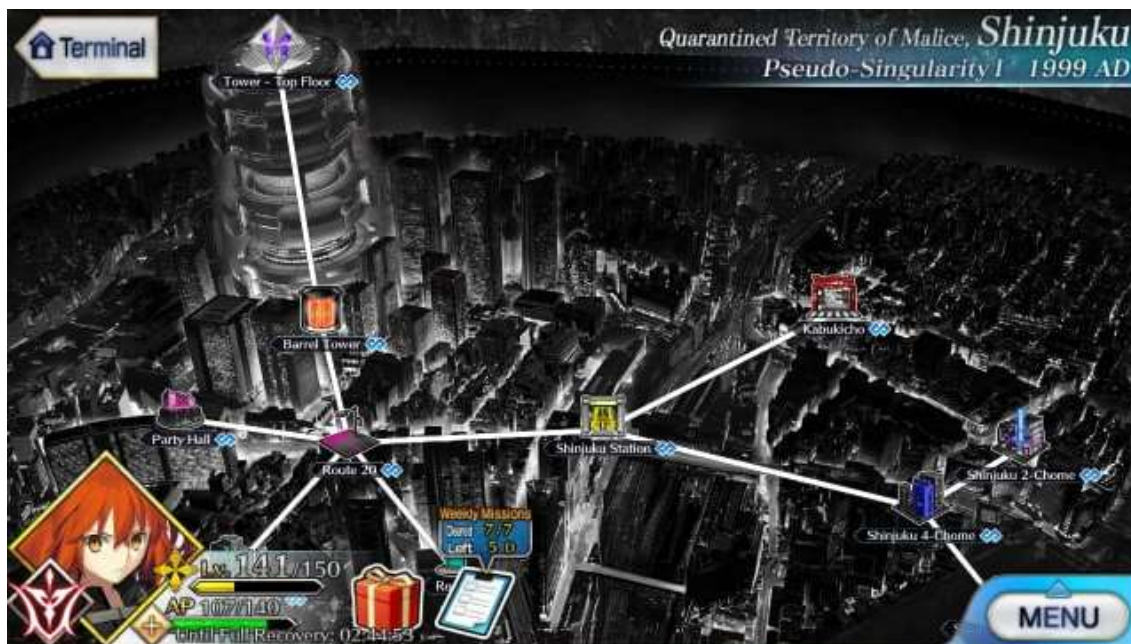 Terminal
Quarantined Territory of Malice, Shinjuku
Pseudo-Singularity I 1999 AD
Tower - Top Floor
Kabukicho
Barrel Tower
Party Hall
Shinjuku Station
Route 20
Shinjuku 2-Chome
Shinjuku 4-Chome
Weekly Missions
Cleared 7/7
Left 5 D
Lv. 141/150
AP 107/140
Until Full Recovery: 02:44:53
MENU